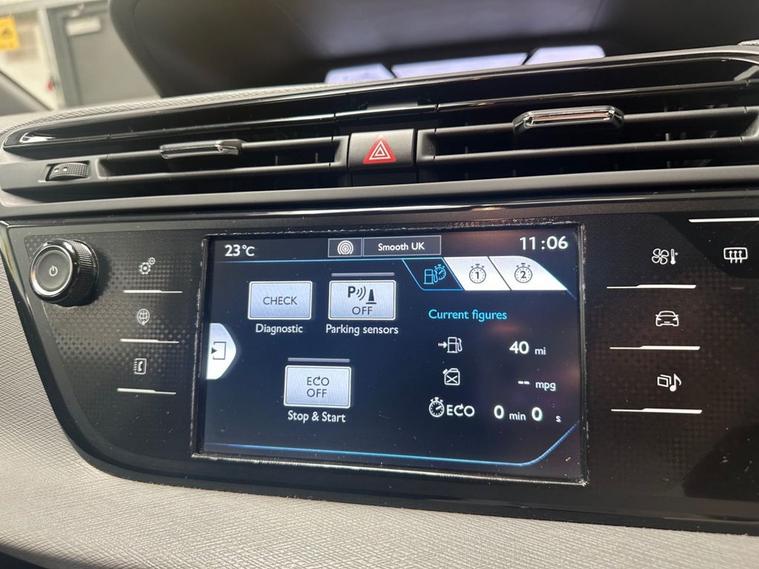 23°C
Smooth UK
11:06
1
2
CHECK
P OFF
Diagnostic
Parking sensors
Current figures
40 mi
-- mpg
ECO OFF
ECO 0 min 0 s
Stop & Start